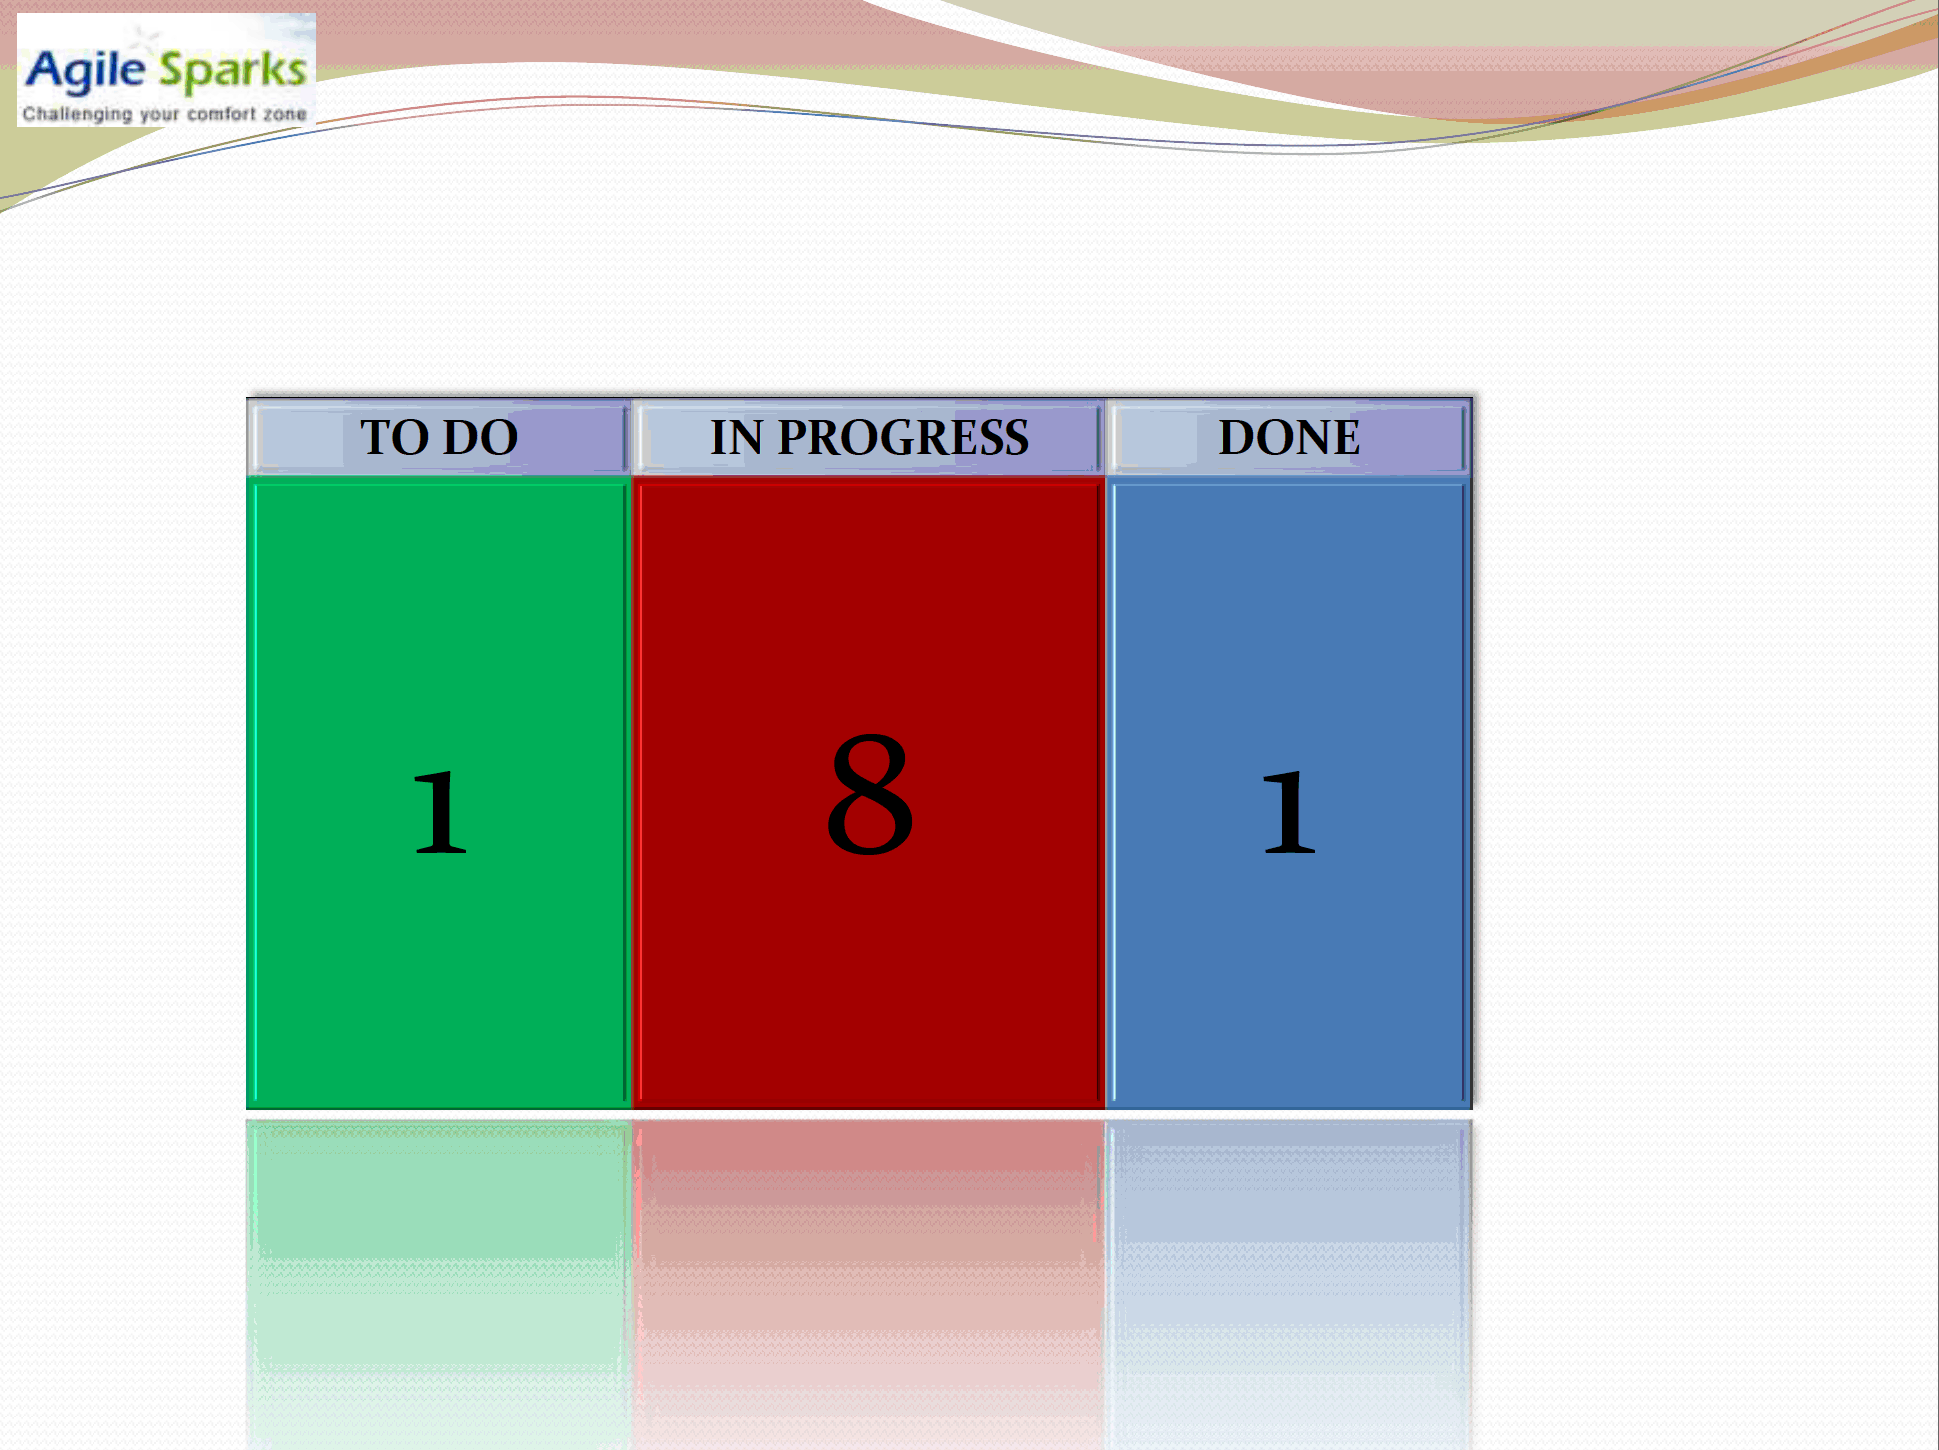 Agile Sparks
Challenging your comfort zone
TO DO IN PROGRESS DONE
1 8 1